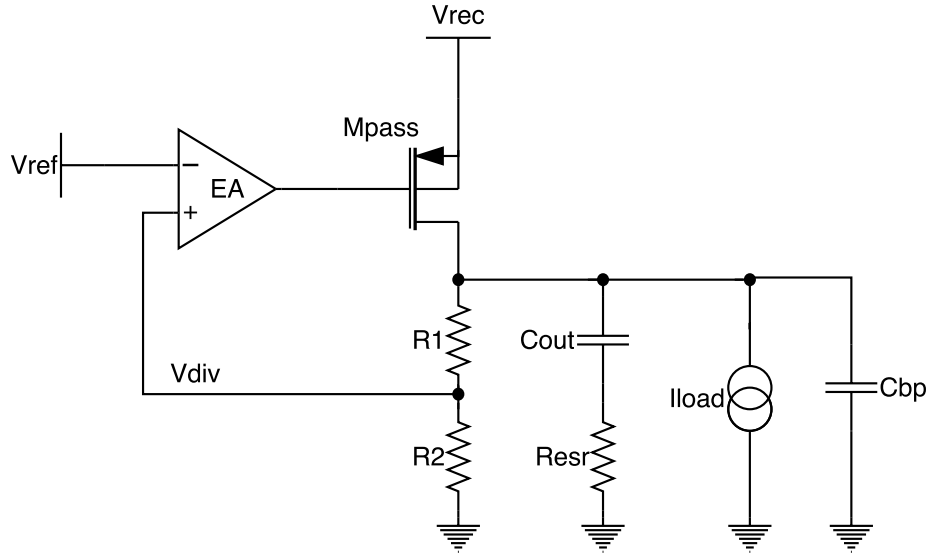 Vrec
Mpass
Vref
−
EA
+
R1
Cout
Vdiv
Iload
Cbp
R2
Resr